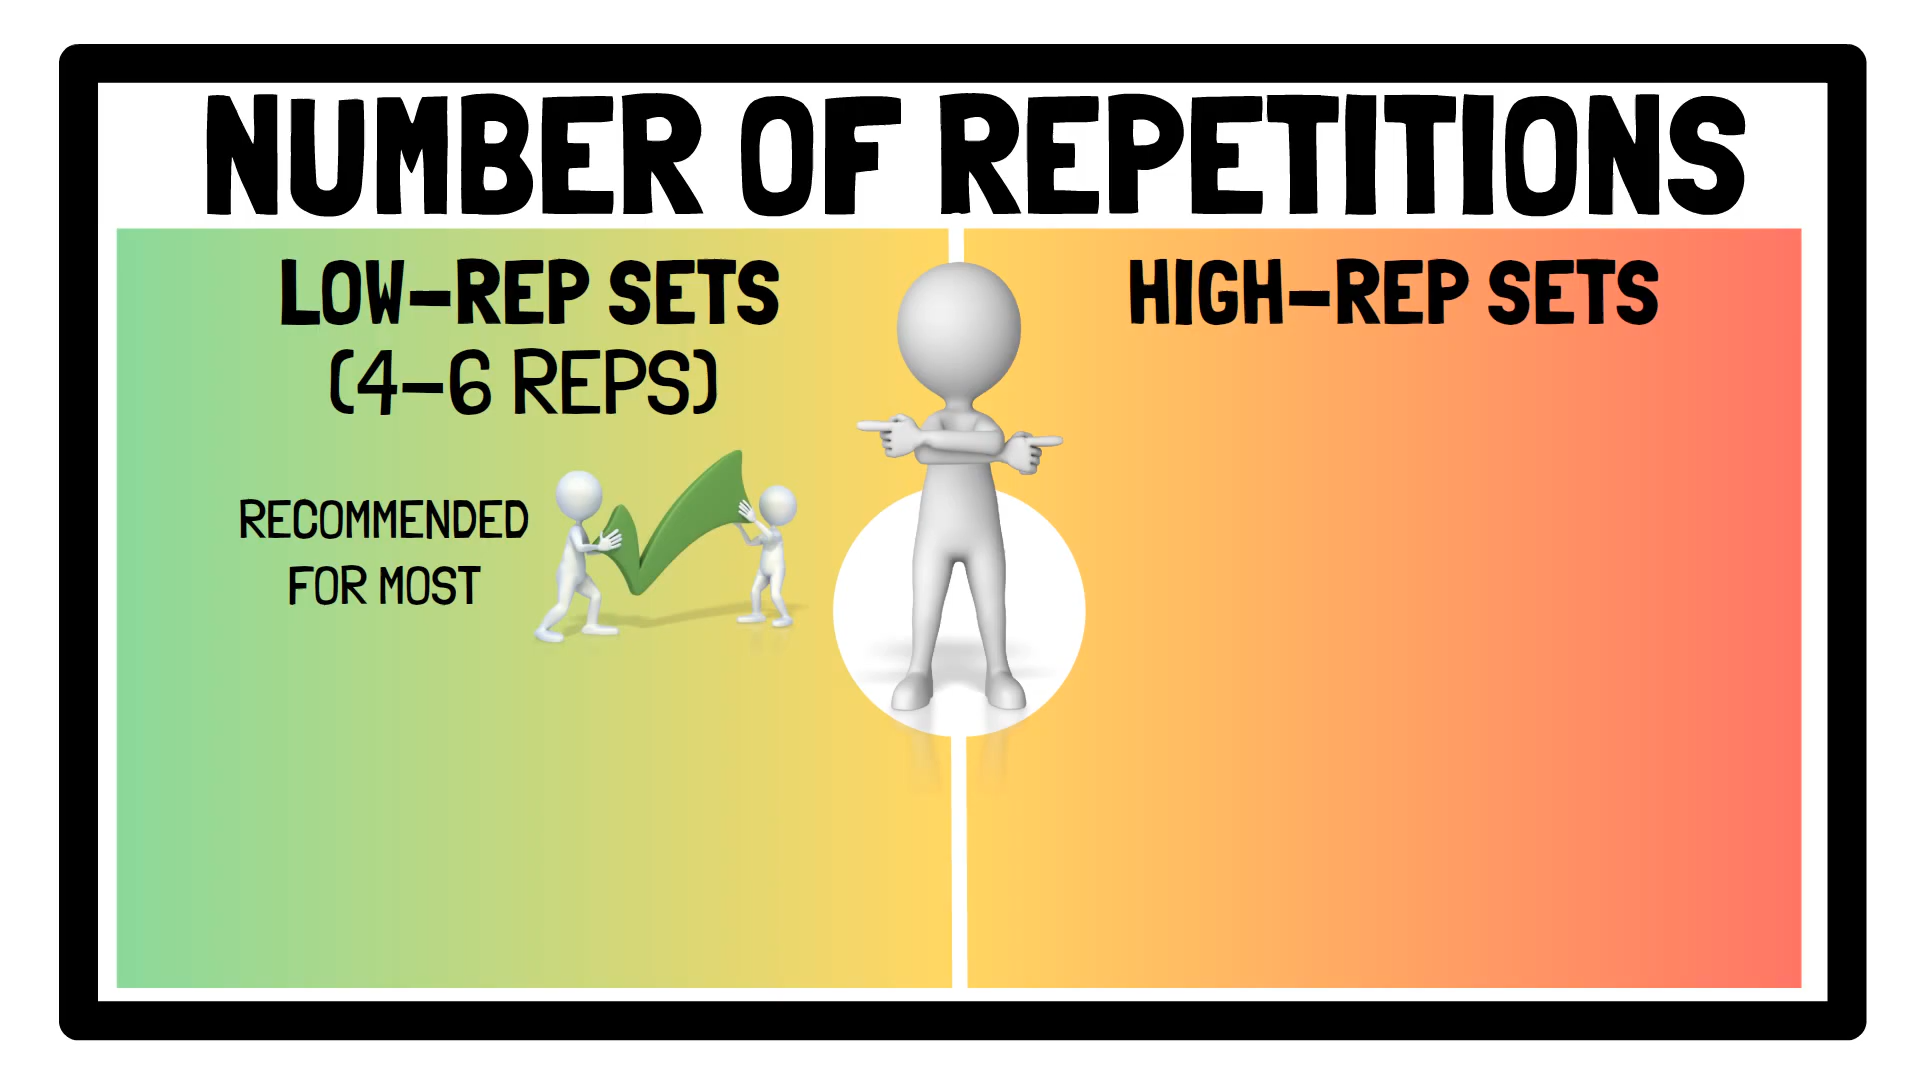 NUMBER OF REPETITIONS
LOW-REP SETS
(4-6 REPS)
RECOMMENDED
FOR MOST
HIGH-REP SETS